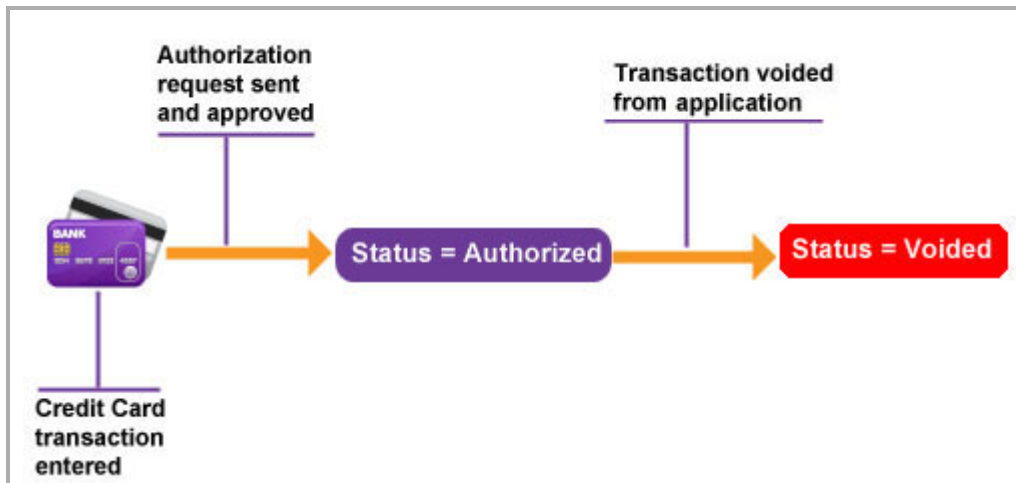 Authorization
request sent
and approved
Transaction voided
from application
BANK
Status = Authorized
Status = Voided
Credit Card
transaction
entered